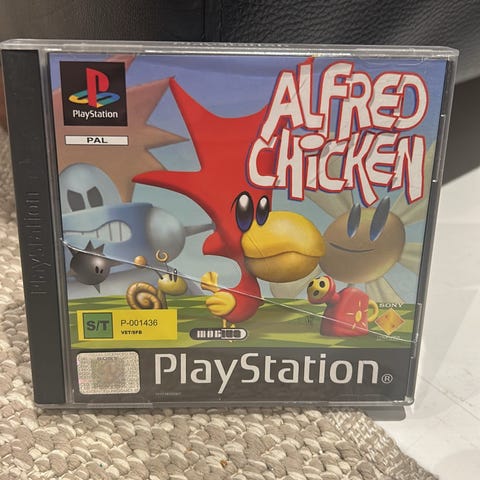 PlayStation
PAL
ALFRED
CHICKEN
PlayStation
S/T
P-001436
VET/SFB
SONY
PlayStation®